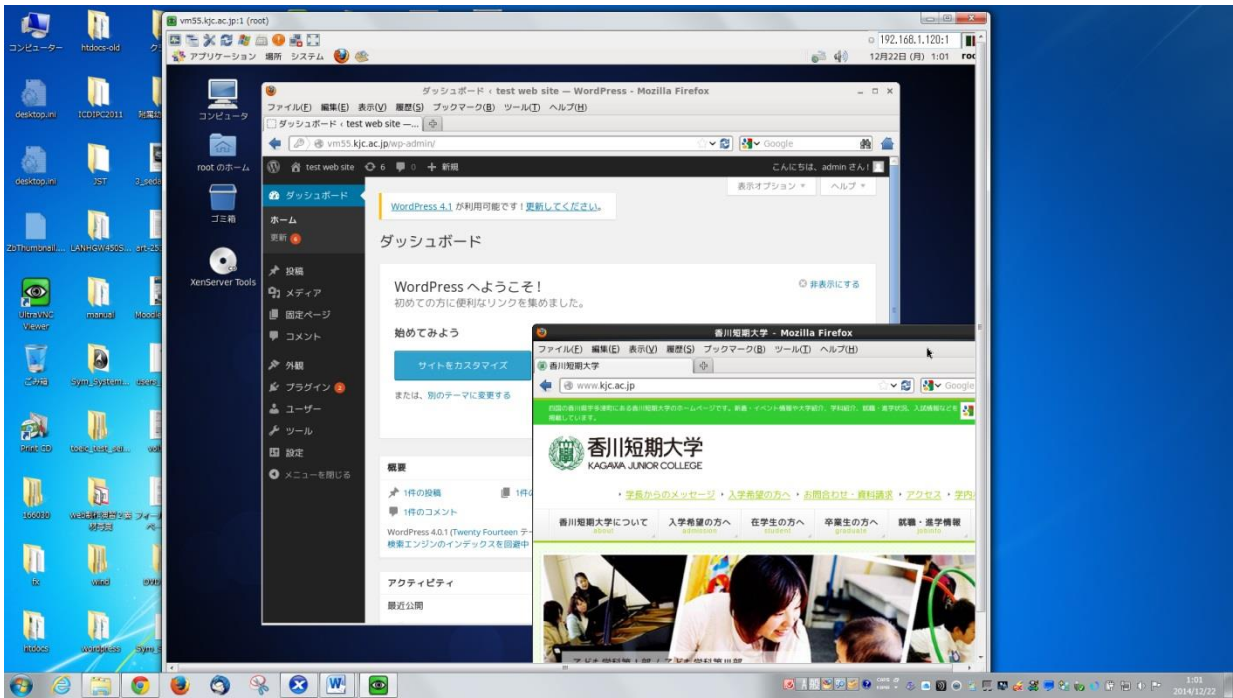 コンピューター
htdocs-old
desktop.ini
ICDIPC2011
desktop.ini
JST
UltraVNC Viewer
manual
ごみ箱
Print CD
166030
fx
wind
htdocs
wordpress
vm55.kjc.ac.jp:1 (root)
192.168.1.120:1
アプリケーション 場所 システム
12月22日 (月) 1:01
コンピュータ
root のホーム
ゴミ箱
XenServer Tools
ダッシュボード ‹ test web site — WordPress - Mozilla Firefox
ファイル(F) 編集(E) 表示(V) 履歴(S) ブックマーク(B) ツール(T) ヘルプ(H)
ダッシュボード ‹ test web site —...
vm55.kjc.ac.jp/wp-admin/
Google
test web site 6 0 新規
こんにちは、admin さん!
ダッシュボード
ホーム
更新 6
投稿
メディア
固定ページ
コメント
外観
プラグイン 2
ユーザー
ツール
設定
メニューを閉じる
表示オプション
ヘルプ
WordPress 4.1 が利用可能です ! 更新してください。
ダッシュボード
WordPress へようこそ !
非表示にする
初めての方に便利なリンクを集めました。
始めてみよう
サイトをカスタマイズ
または、別のテーマに変更する
概要
1件の投稿
1件のコメント
WordPress 4.0.1 (Twenty Fourteen テー
検索エンジンのインデックスを回避中
アクティビティ
最近公開
香川短期大学 - Mozilla Firefox
ファイル(F) 編集(E) 表示(V) 履歴(S) ブックマーク(B) ツール(T) ヘルプ(H)
香川短期大学
www.kjc.ac.jp
Google
香川短期大学
KAGAWA JUNIOR COLLEGE
・学長からのメッセージ ・入学希望の方へ ・お問合わせ・資料請求 ・アクセス ・学内
香川短期大学について
about
入学希望の方へ
admission
在学生の方へ
student
卒業生の方へ
graduate
就職・進学情報
jobinfo
1:01
2014/12/22